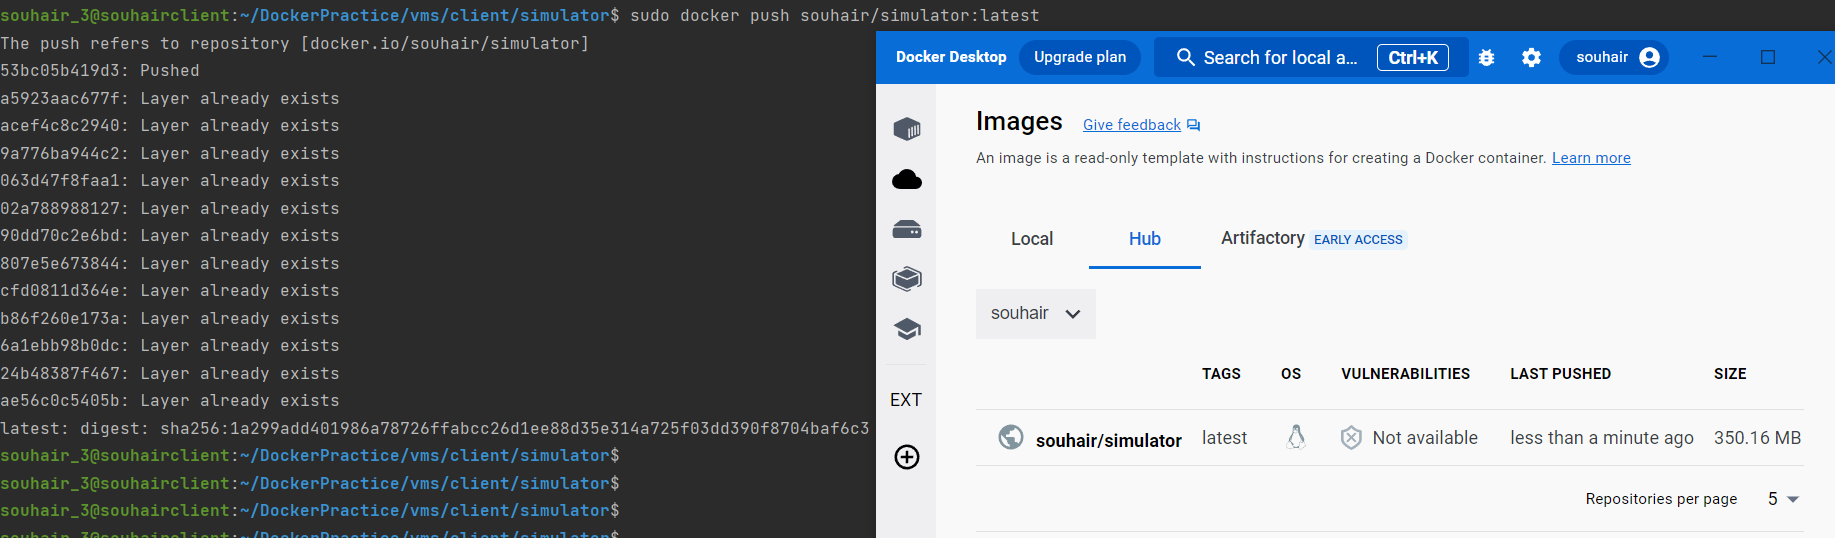 souhair_3@souhairclient:~/DockerPractice/vms/client/simulator$ sudo docker push souhair/simulator:latest
The push refers to repository [docker.io/souhair/simulator]
53bc05b419d3: Pushed
a5923aac677f: Layer already exists
acef4c8c2940: Layer already exists
9a776ba944c2: Layer already exists
063d47f8faa1: Layer already exists
02a788988127: Layer already exists
90dd70c2e6bd: Layer already exists
807e5e673844: Layer already exists
cfd0811d364e: Layer already exists
b86f260e173a: Layer already exists
6a1ebb98b0dc: Layer already exists
24b48387f467: Layer already exists
ae56c0c5405b: Layer already exists
latest: digest: sha256:1a299add401986a78726ffabcc26d1ee88d35e314a725f03dd390f8704baf6c3
souhair_3@souhairclient:~/DockerPractice/vms/client/simulator$
souhair_3@souhairclient:~/DockerPractice/vms/client/simulator$
souhair_3@souhairclient:~/DockerPractice/vms/client/simulator$
souhair_3@souhairclient:~/DockerPractice/vms/client/simulator$
Docker Desktop Upgrade plan Search for local a... Ctrl+K souhair
Images Give feedback
An image is a read-only template with instructions for creating a Docker container. Learn more
Local Hub Artifactory EARLY ACCESS
souhair
TAGS OS VULNERABILITIES LAST PUSHED SIZE
souhair/simulator latest Not available less than a minute ago 350.16 MB
Repositories per page 5
EXT